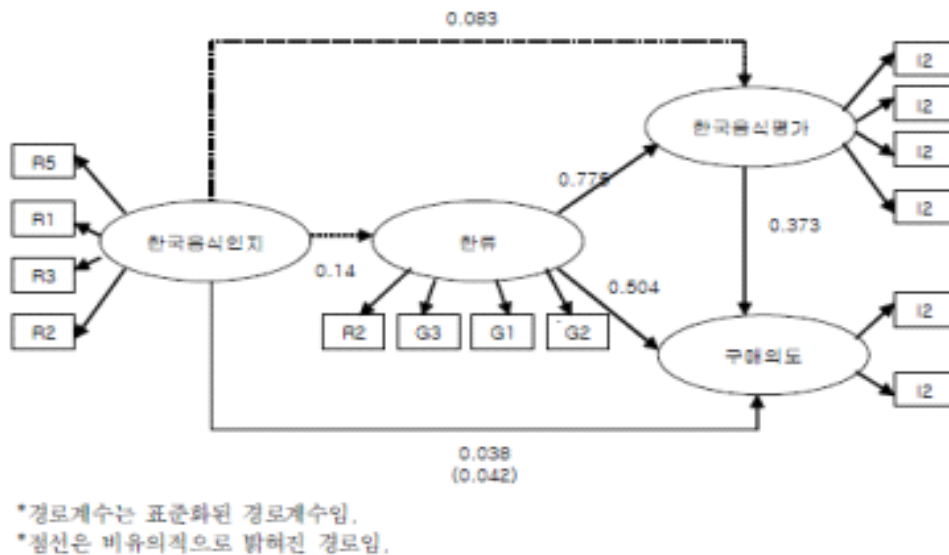 0.083
I2
한국음식평가
I2
R5
I2
0.775
I2
R1
한국음식인지
한류
0.373
R3
0.14
0.504
R2
R2
G3
G1
G2
I2
구매의도
I2
0.038
(0.042)
*경로계수는 표준화된 경로계수임.
*점선은 비유의적으로 밝혀진 경로임.